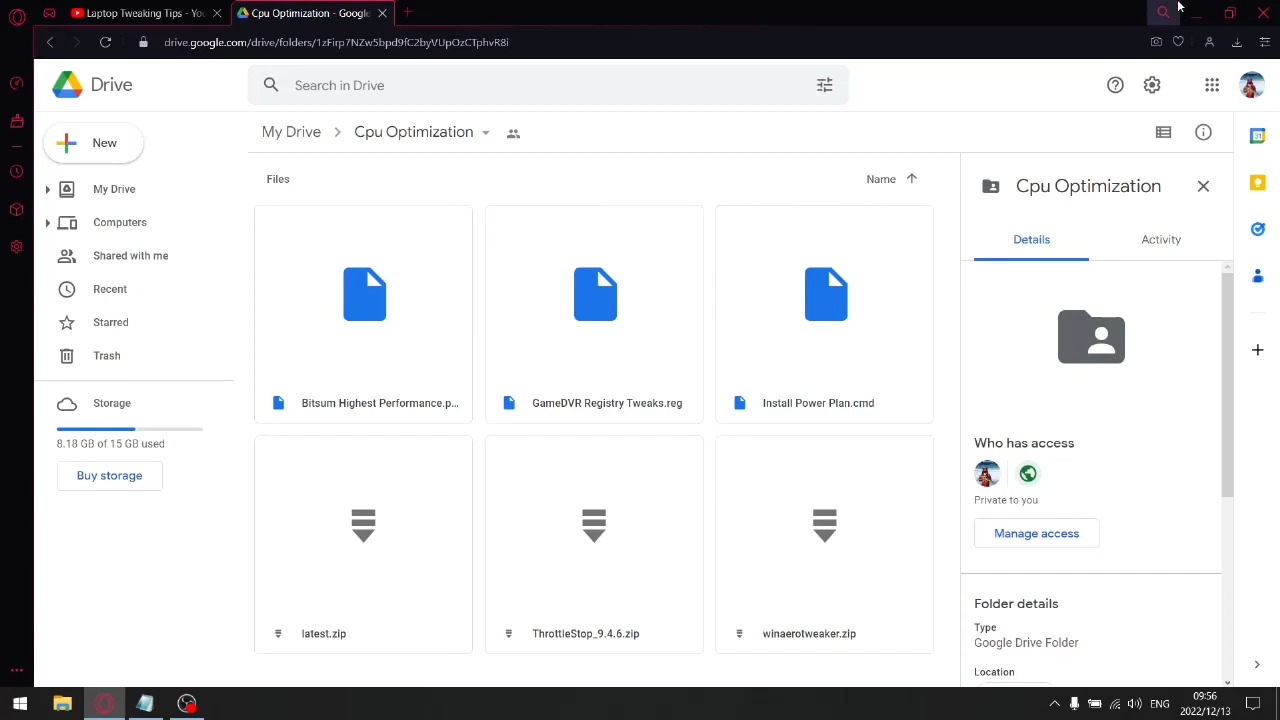 Laptop Tweaking Tips - You
Cpu Optimization - Google
drive.google.com/drive/folders/1zFirp7NZw5bpd9fC2byVUpOzCTphvR8i
Drive
Search in Drive
New
My Drive
Computers
Shared with me
Recent
Starred
Trash
Storage
8.18 GB of 15 GB used
Buy storage
My Drive > Cpu Optimization
Files
Name
Bitsum Highest Performance.p...
GameDVR Registry Tweaks.reg
Install Power Plan.cmd
latest.zip
ThrottleStop_9.4.6.zip
winaerotweaker.zip
Cpu Optimization
Details
Activity
Who has access
Private to you
Manage access
Folder details
Type
Google Drive Folder
Location
31
ENG
09:56
2022/12/13